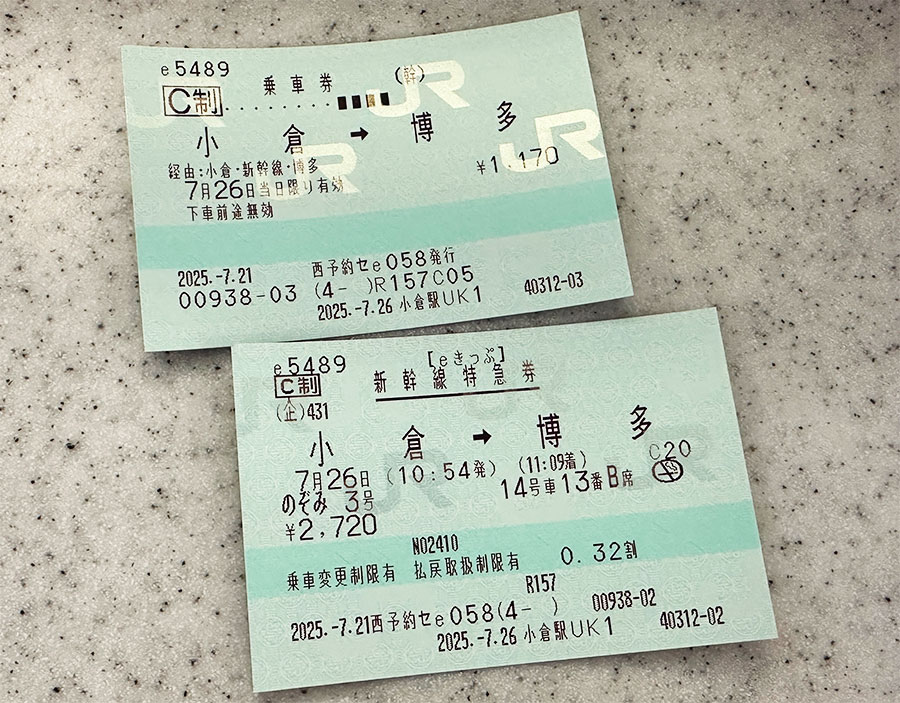 e5489
乗車券 (幹)
C制
小倉 → 博多
経由:小倉・新幹線・博多
¥1,170
7月26日当日限り有効
下車前途無効
2025.-7.21 西予約セe058発行
00938-03 (4- )R157C05
2025.-7.26 小倉駅UK1 40312-03
JR
JR
JR
e5489 [eきっぷ]
C制 新幹線特急券
(企)431
小倉 → 博多
7月26日 (10:54発) (11:09着) C20
のぞみ 3号 14号車13番B席
¥2,720
N02410
乗車変更制限有 払戻取扱制限有 0.32割
R157
2025.-7.21西予約セe058(4- ) 00938-02
2025.-7.26 小倉駅UK1 40312-02